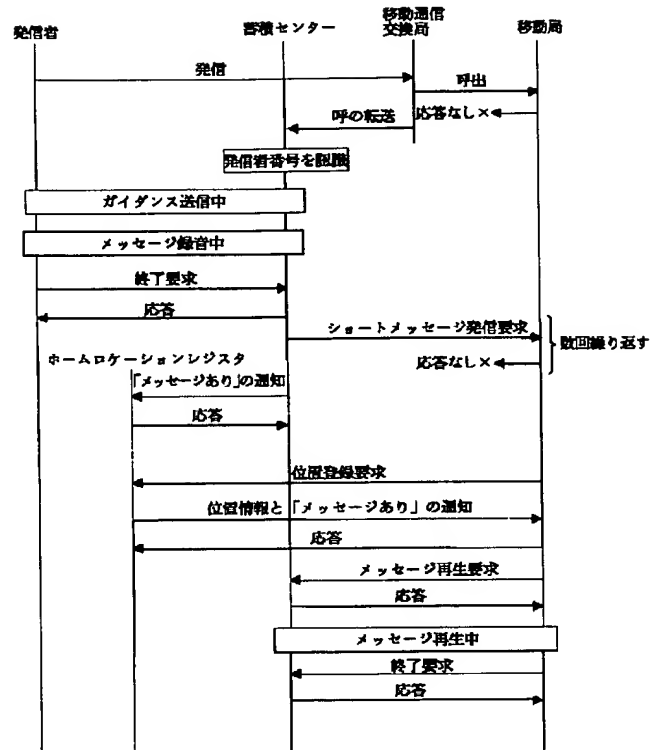 発信者
蓄積センター
移動通信
交換局
移動局
発信
呼出
応答なし×
呼の転送
発信者番号を認識
ガイダンス送信中
メッセージ録音中
終了要求
応答
ショートメッセージ発信要求
数回繰り返す
応答なし×
ホームロケーションレジスタ
「メッセージあり」の通知
応答
位置登録要求
位置情報と「メッセージあり」の通知
応答
メッセージ再生要求
応答
メッセージ再生中
終了要求
応答